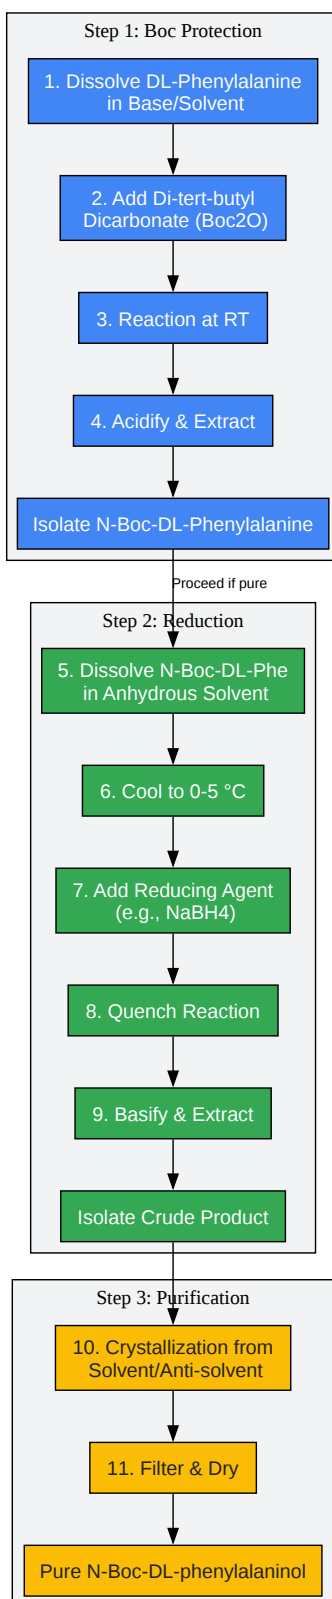 Step 1: Boc Protection
1. Dissolve DL-Phenylalanine
in Base/Solvent
2. Add Di-tert-butyl
Dicarbonate (Boc2O)
3. Reaction at RT
4. Acidify & Extract
Isolate N-Boc-DL-Phenylalanine
Proceed if pure
Step 2: Reduction
5. Dissolve N-Boc-DL-Phe
in Anhydrous Solvent
6. Cool to 0-5 °C
7. Add Reducing Agent
(e.g., NaBH4)
8. Quench Reaction
9. Basify & Extract
Isolate Crude Product
Step 3: Purification
10. Crystallization from
Solvent/Anti-solvent
11. Filter & Dry
Pure N-Boc-DL-phenylalaninol